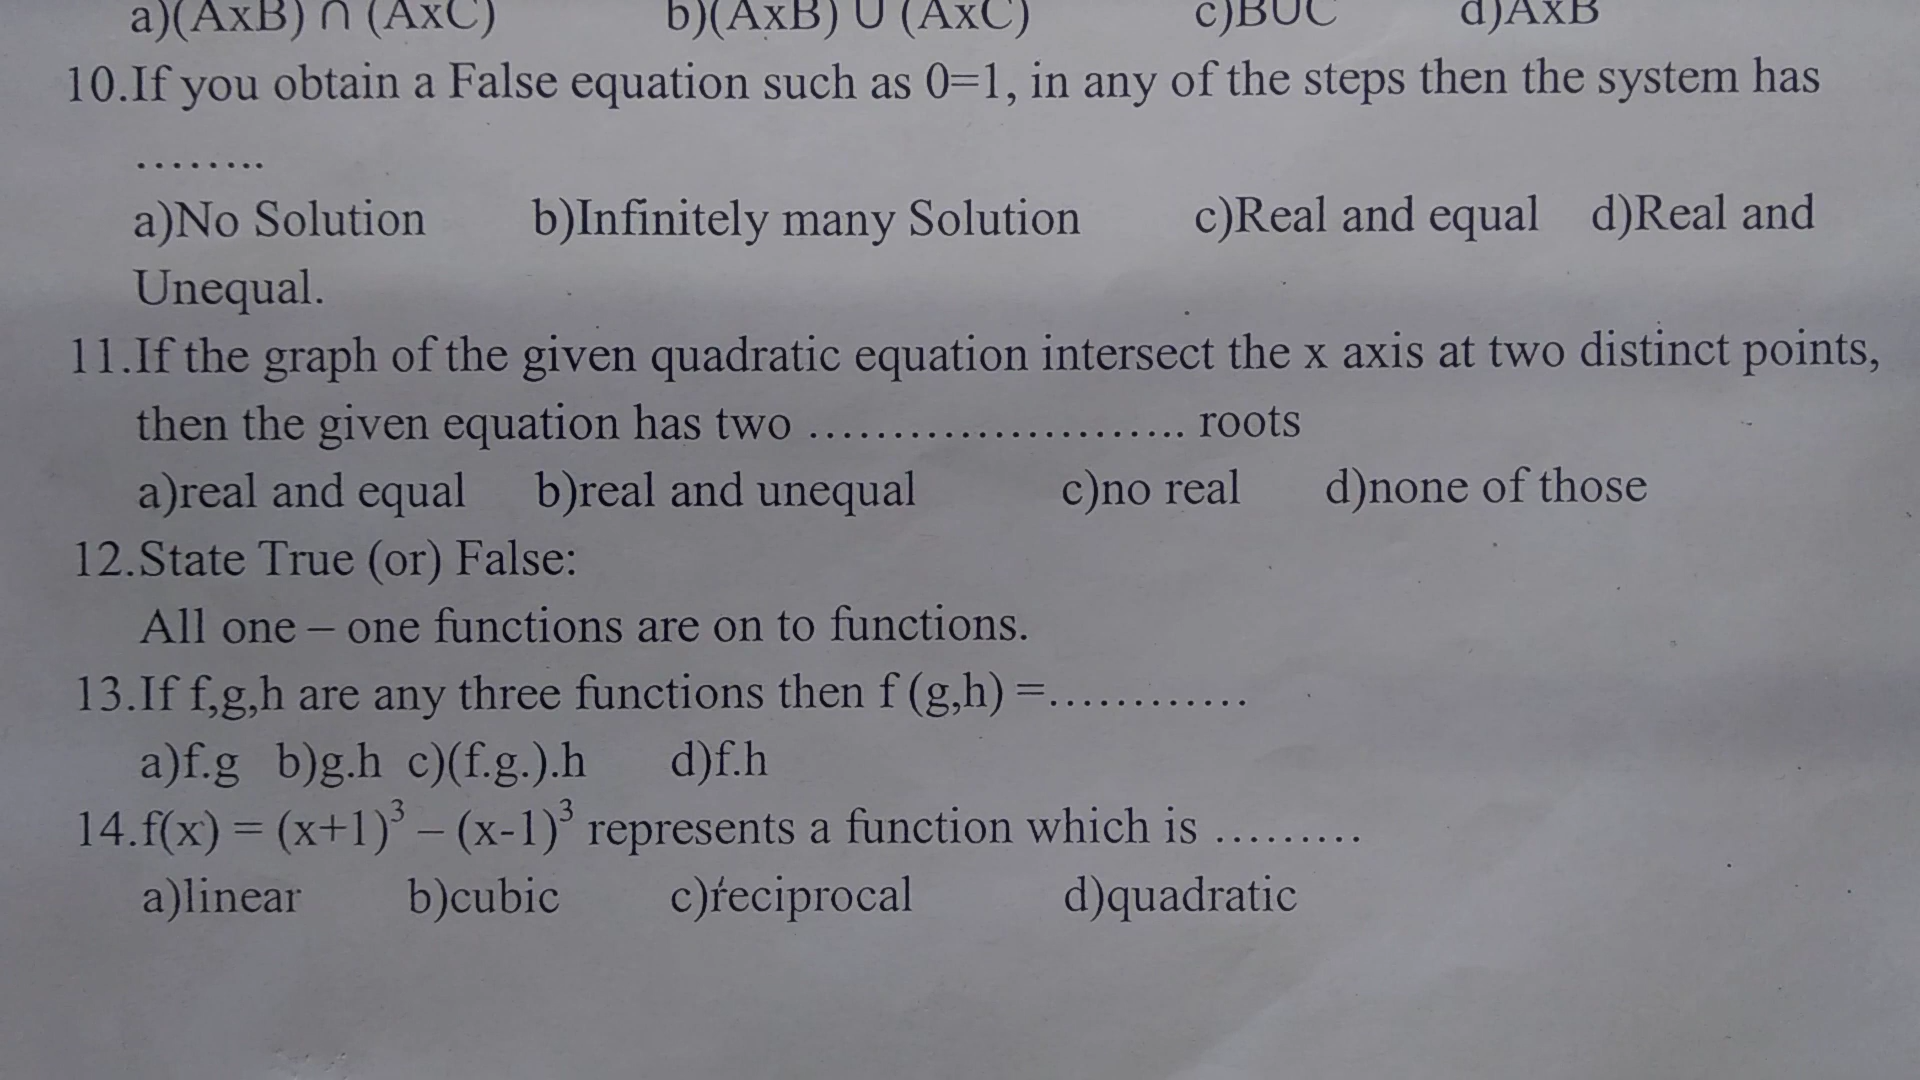 a)(AxB) ∩ (AxC) b)(AxB) U (AxC) c)BUC d)AxB
10.If you obtain a False equation such as 0=1, in any of the steps then the system has
........
a)No Solution b)Infinitely many Solution c)Real and equal d)Real and
Unequal.
11.If the graph of the given quadratic equation intersect the x axis at two distinct points,
then the given equation has two ....................... roots
a)real and equal b)real and unequal c)no real d)none of those
12.State True (or) False:
All one – one functions are on to functions.
13.If f,g,h are any three functions then f (g,h) =............
a)f.g b)g.h c)(f.g.).h d)f.h
14.f(x) = (x+1)³ – (x-1)³ represents a function which is .........
a)linear b)cubic c)reciprocal d)quadratic